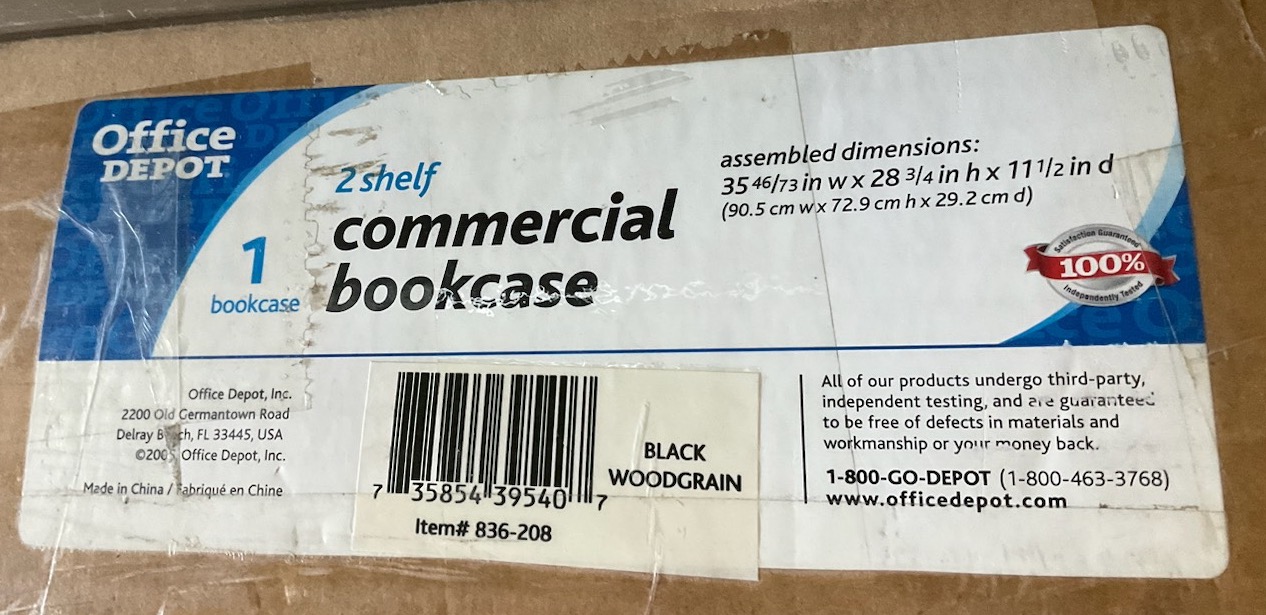 Office
DEPOT
2 shelf
commercial
bookcase
1
bookcase
assembled dimensions:
35 46/73 in w x 28 3/4 in h x 11 1/2 in d
(90.5 cm w x 72.9 cm h x 29.2 cm d)
Satisfaction Guaranteed
100%
Independently Tested
Office Depot, Inc.
2200 Old Germantown Road
Delray Beach, FL 33445, USA
Office Depot, Inc.
Made in China / Fabriqué en Chine
7 35854 39540 7
Item# 836-208
BLACK
WOODGRAIN
All of our products undergo third-party,
independent testing, and are guaranteed
to be free of defects in materials and
workmanship or your money back.
1-800-GO-DEPOT (1-800-463-3768)
www.officedepot.com